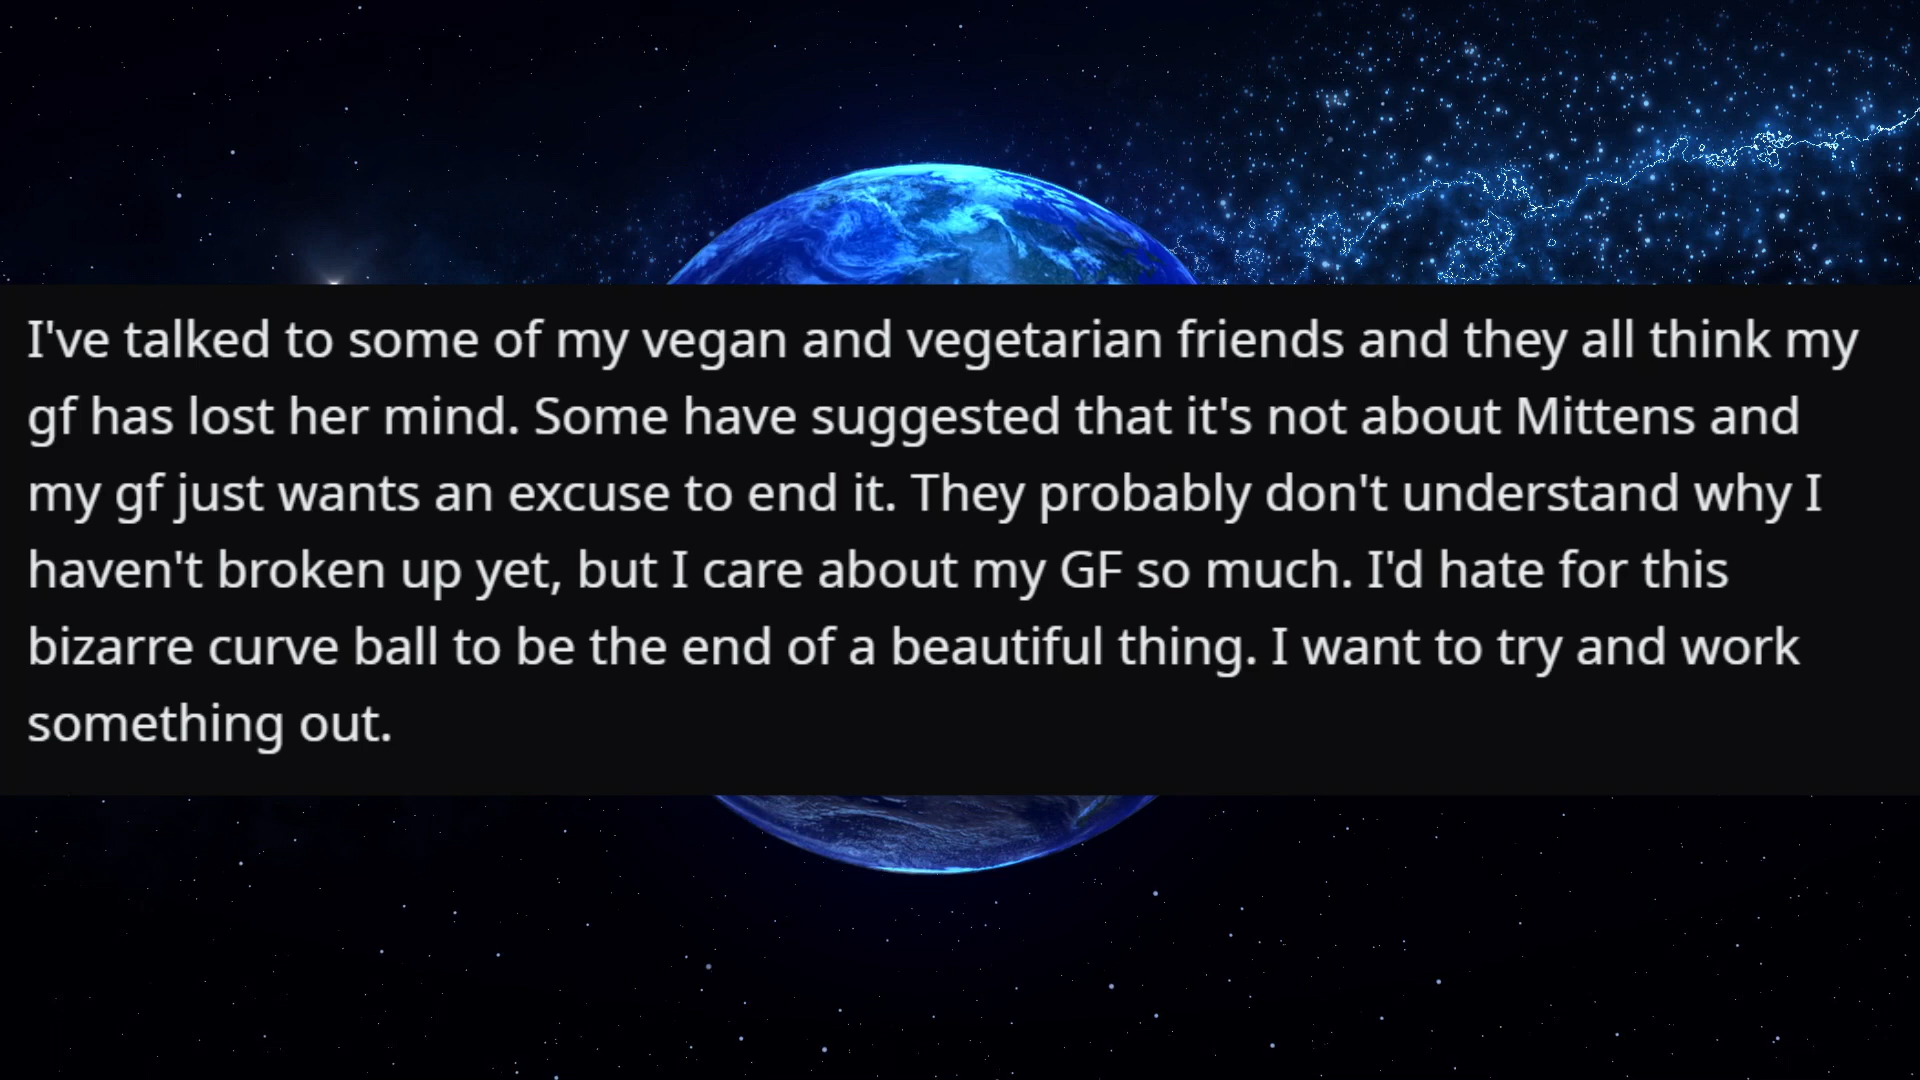 I've talked to some of my vegan and vegetarian friends and they all think my
gf has lost her mind. Some have suggested that it's not about Mittens and
my gf just wants an excuse to end it. They probably don't understand why I
haven't broken up yet, but I care about my GF so much. I'd hate for this
bizarre curve ball to be the end of a beautiful thing. I want to try and work
something out.